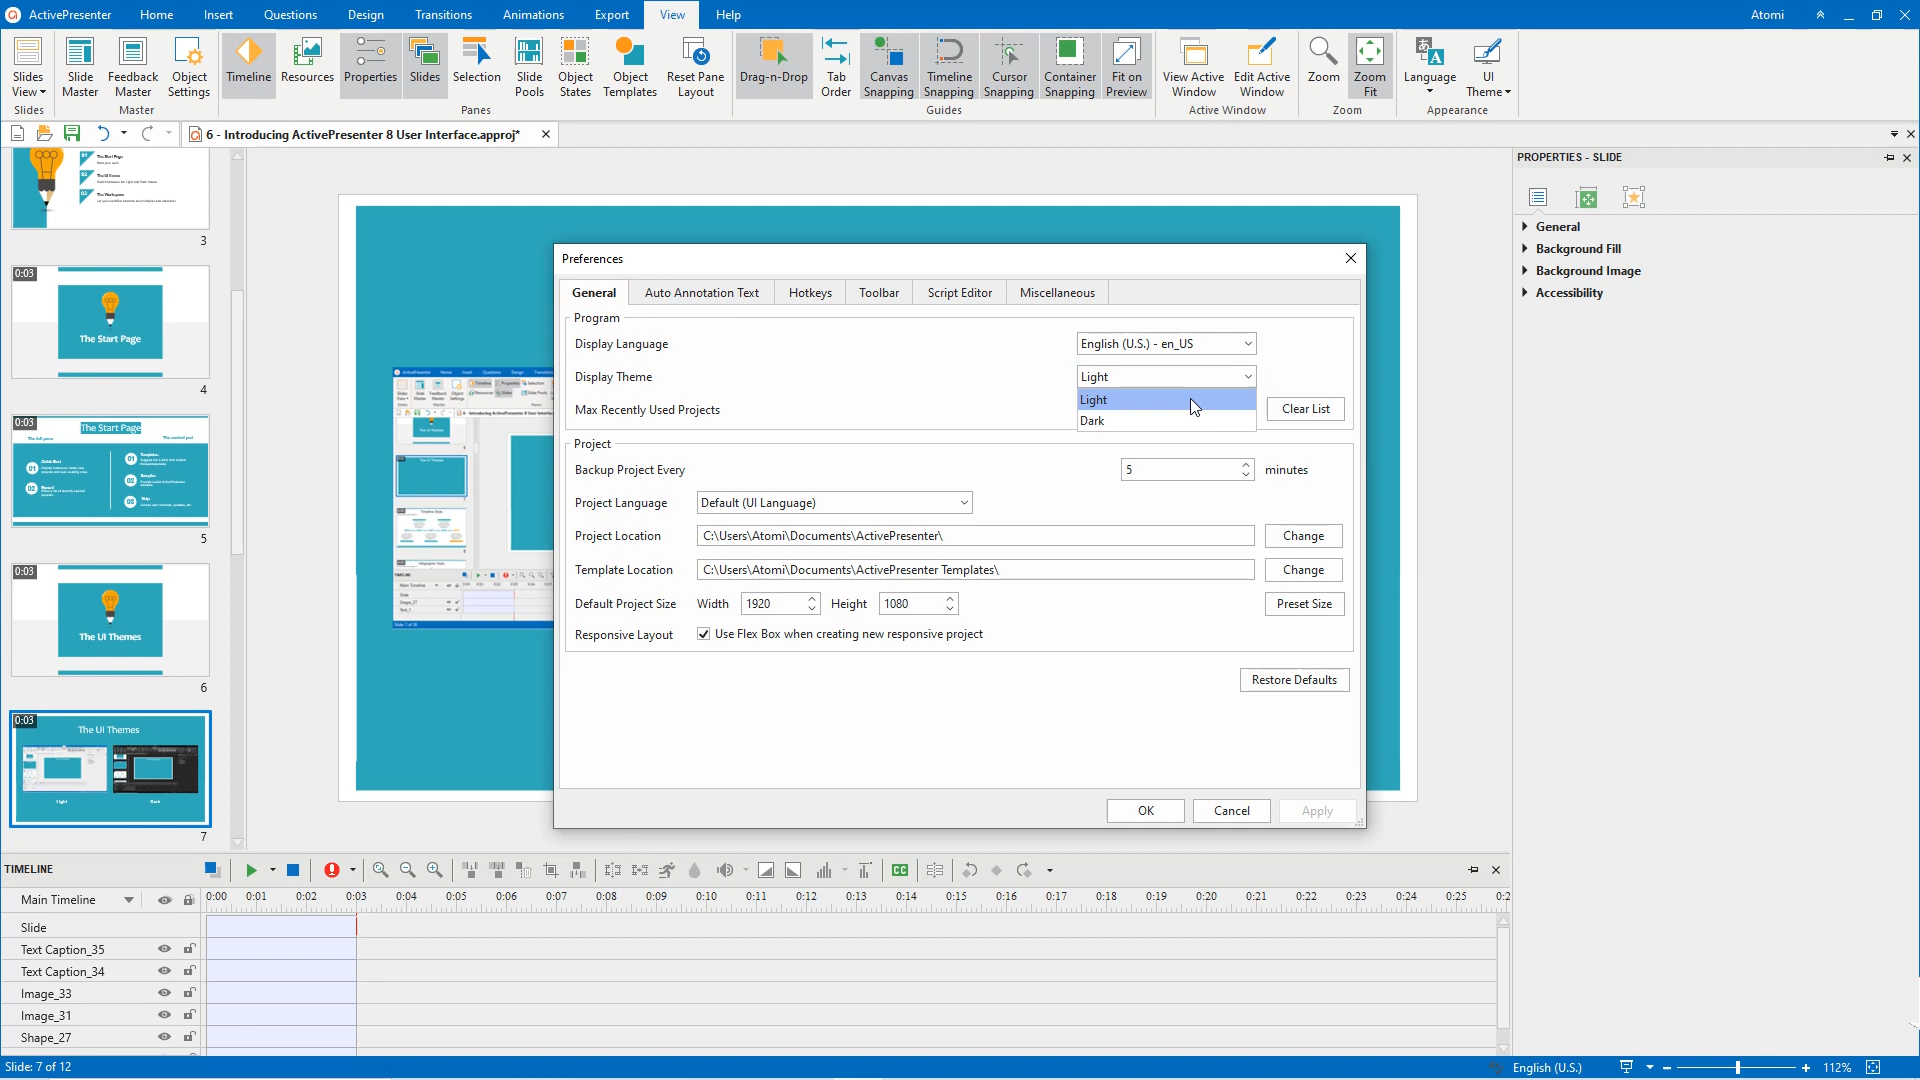 ActivePresenter Home Insert Questions Design Transitions Animations Export View Help Atomi
Slides View Slide Master Feedback Master Object Settings Timeline Resources Properties Slides Selection Slide Pools Object States Object Templates Reset Pane Layout Drag-n-Drop Tab Order Canvas Snapping Timeline Snapping Cursor Snapping Container Snapping Fit on Preview View Active Window Edit Active Window Zoom Zoom Fit Language UI Theme
Slides Master Panes Guides Active Window Zoom Appearance
6 - Introducing ActivePresenter 8 User Interface.approj*
PROPERTIES - SLIDE
General
Background Fill
Background Image
Accessibility
The Start Page
The UI Themes
The Workspace
3
0:03
The Start Page
4
0:03
The Start Page
5
0:03
The UI Themes
6
0:03
The UI Themes
Light Dark
7
Preferences
General Auto Annotation Text Hotkeys Toolbar Script Editor Miscellaneous
Program
Display Language English (U.S.) - en_US
Display Theme Light
Light
Max Recently Used Projects Clear List
Dark
Project
Backup Project Every 5 minutes
Project Language Default (UI Language)
Project Location C:\Users\Atomi\Documents\ActivePresenter\ Change
Template Location C:\Users\Atomi\Documents\ActivePresenter Templates\ Change
Default Project Size Width 1920 Height 1080 Preset Size
Responsive Layout Use Flex Box when creating new responsive project
Restore Defaults
OK Cancel Apply
TIMELINE
CC
Main Timeline 0:00 0:01 0:02 0:03 0:04 0:05 0:06 0:07 0:08 0:09 0:10 0:11 0:12 0:13 0:14 0:15 0:16 0:17 0:18 0:19 0:20 0:21 0:22 0:23 0:24 0:25 0:2
Slide
Text Caption_35
Text Caption_34
Image_33
Image_31
Shape_27
Slide: 7 of 12 English (U.S.) 112%